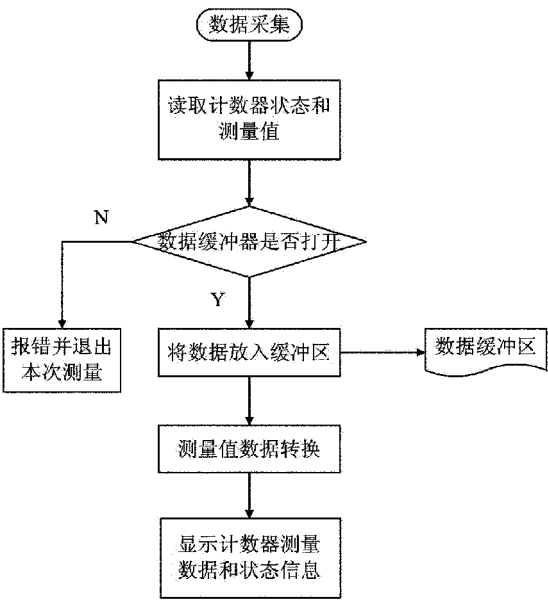 数据采集
读取计数器状态和
测量值
N
数据缓冲器是否打开
Y
报错并退出
本次测量
将数据放入缓冲区
数据缓冲区
测量值数据转换
显示计数器测量
数据和状态信息